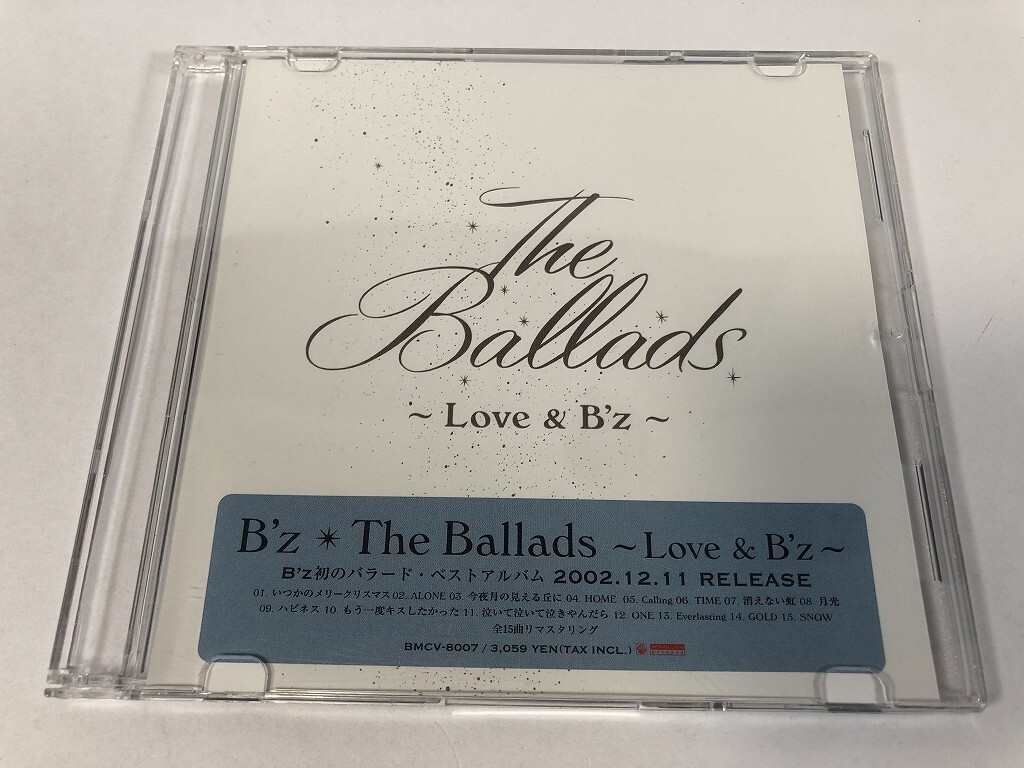 The
Ballads
~ Love & B'z ~
B'z ✴ The Ballads ~ Love & B'z ~
B'z初のバラード・ベストアルバム 2002.12.11 RELEASE
01. いつかのメリークリスマス 02. ALONE 03. 今夜月の見える丘に 04. HOME 05. Calling 06. TIME 07. 消えない虹 08. 月光
09. ハピネス 10. もう一度キスしたかった 11. 泣いて泣いて泣きやんだら 12. ONE 13. Everlasting 14. GOLD 15. SNOW
全15曲リマスタリング
BMCV-8007 / 3,059 YEN(TAX INCL.)